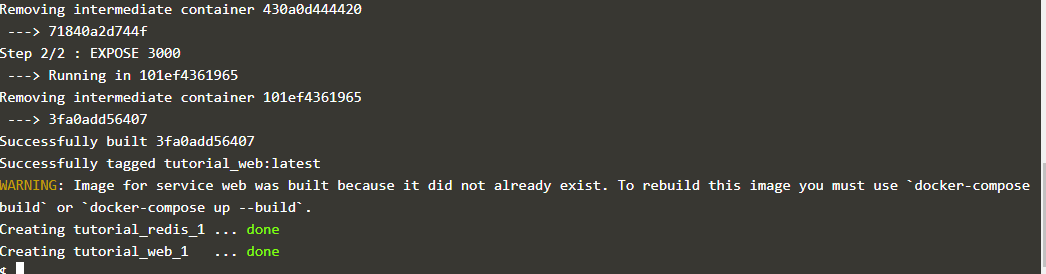 Removing intermediate container 430a0d444420
 ---> 71840a2d744f
Step 2/2 : EXPOSE 3000
 ---> Running in 101ef4361965
Removing intermediate container 101ef4361965
 ---> 3fa0add56407
Successfully built 3fa0add56407
Successfully tagged tutorial_web:latest
WARNING: Image for service web was built because it did not already exist. To rebuild this image you must use `docker-compose
build` or `docker-compose up --build`.
Creating tutorial_redis_1 ... done
Creating tutorial_web_1   ... done
$